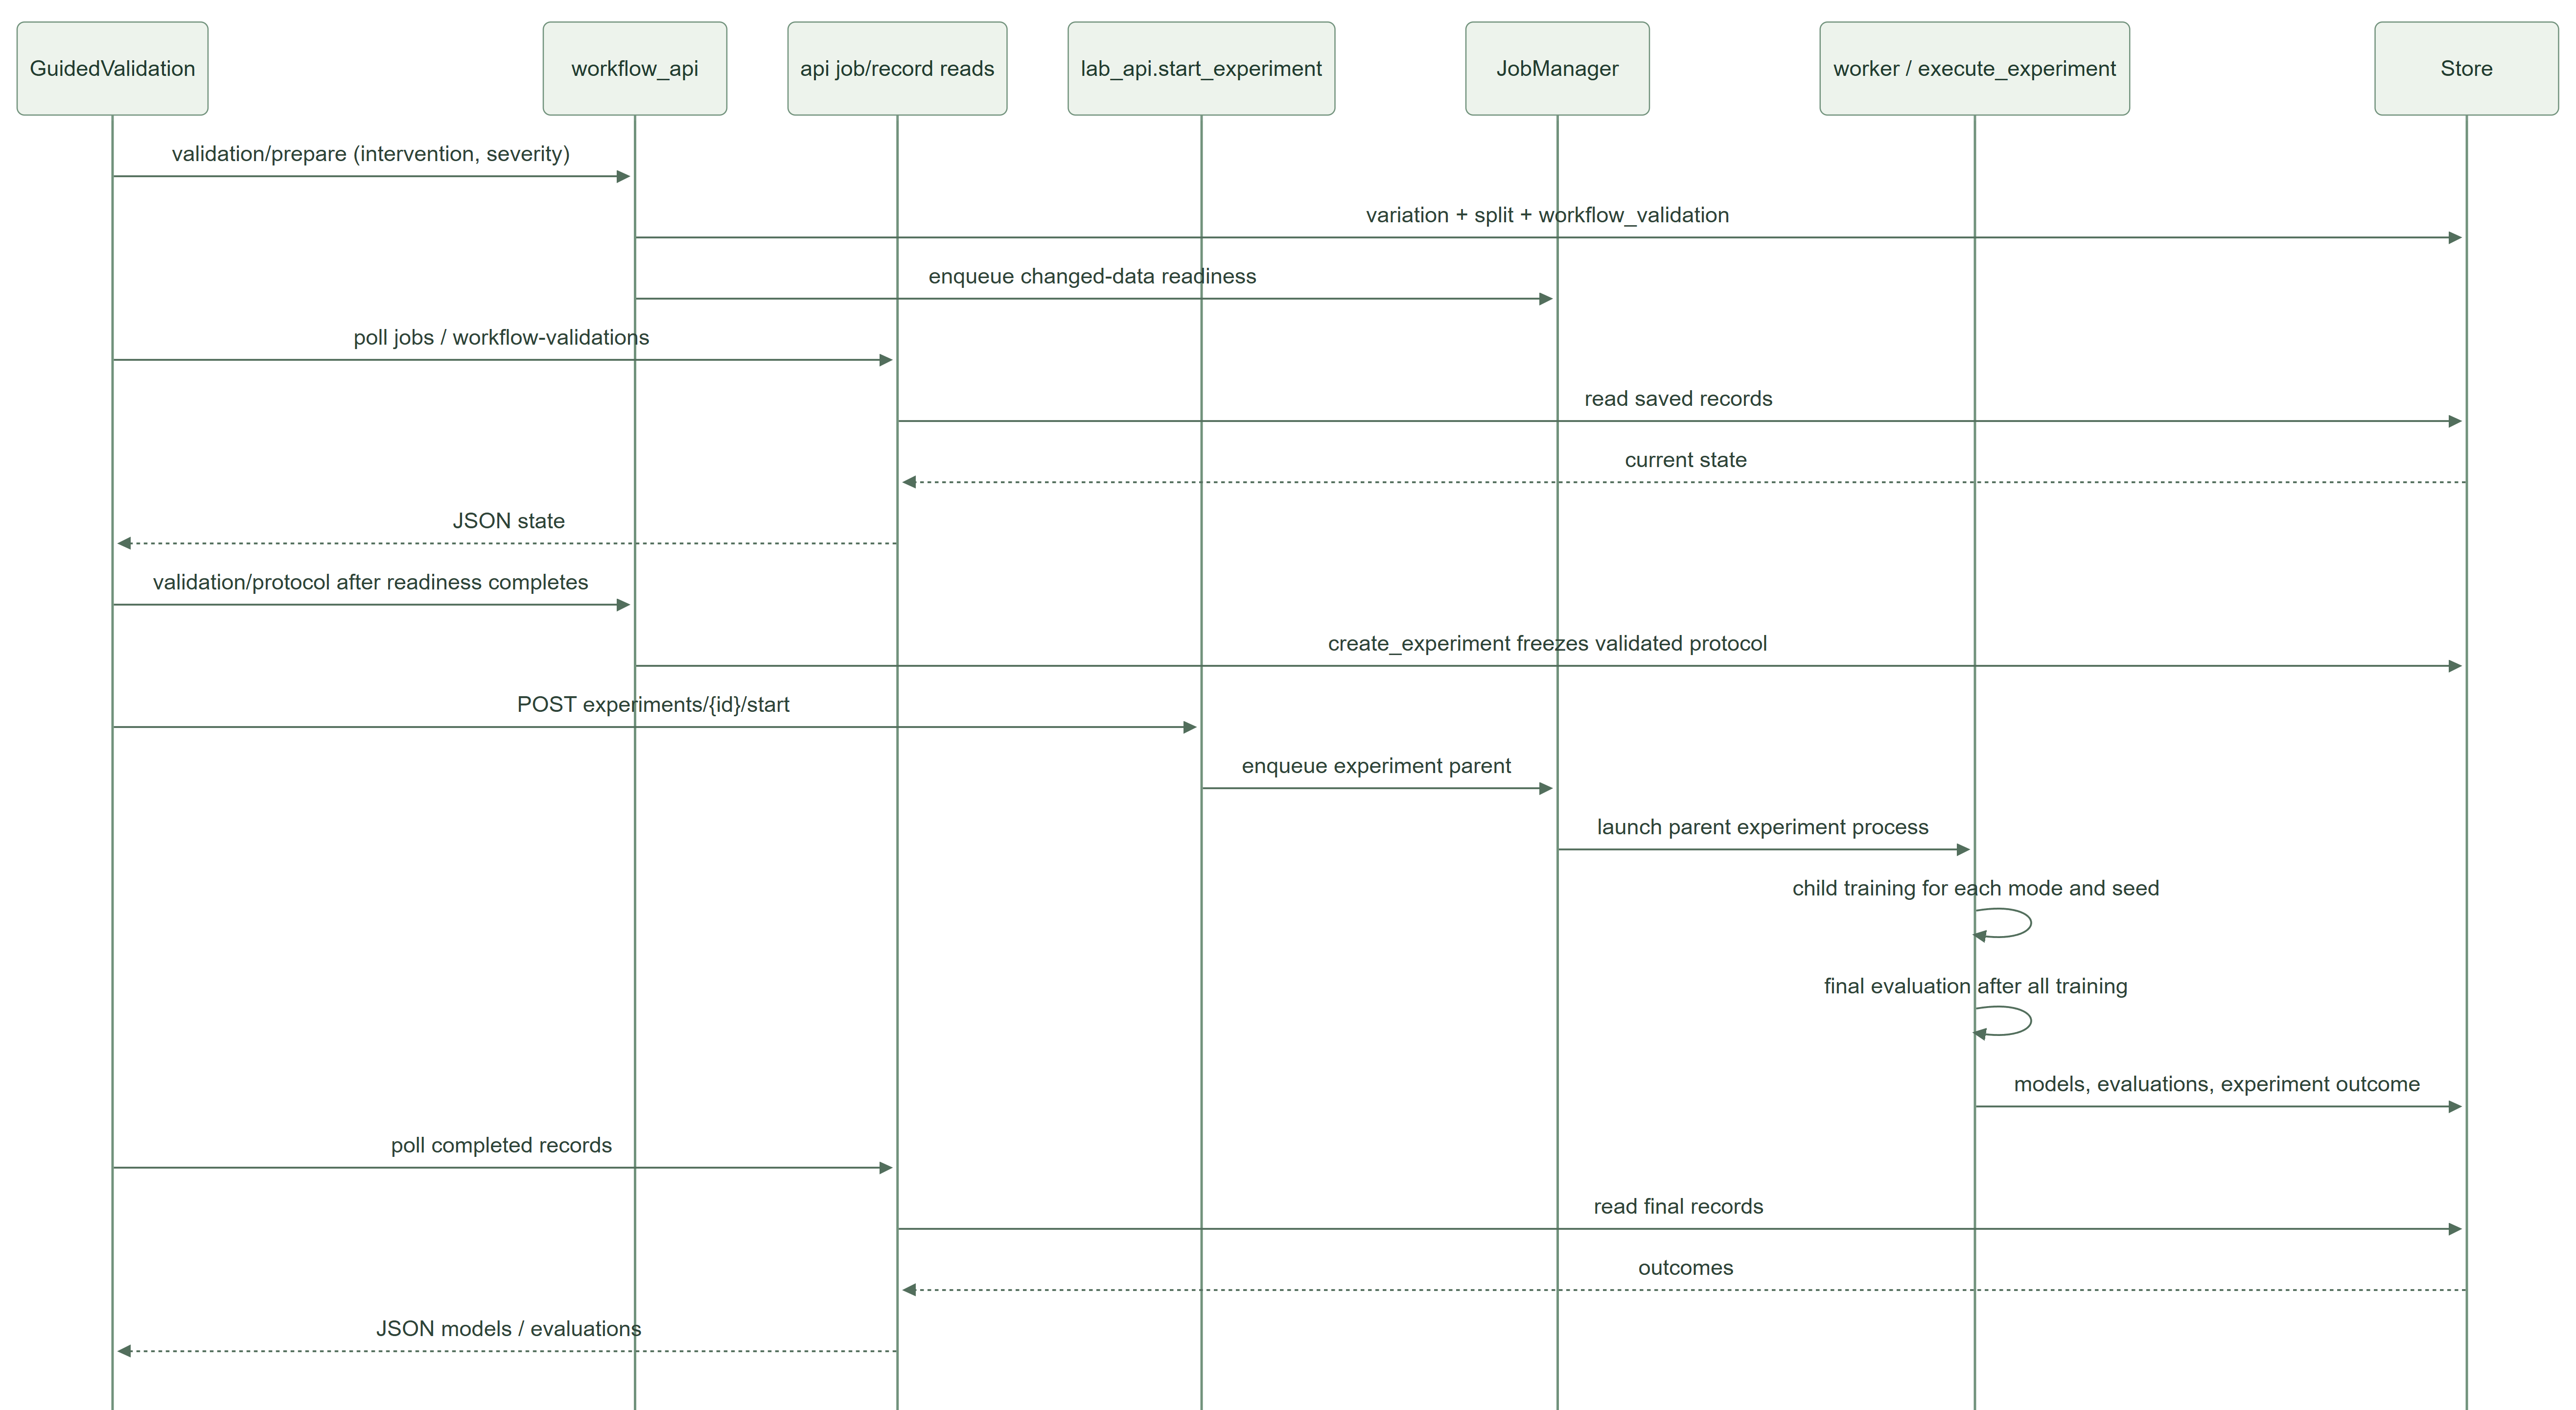 GuidedValidation
workflow_api
api job/record reads
lab_api.start_experiment
JobManager
worker / execute_experiment
Store
validation/prepare (intervention, severity)
variation + split + workflow_validation
enqueue changed-data readiness
poll jobs / workflow-validations
read saved records
current state
JSON state
validation/protocol after readiness completes
create_experiment freezes validated protocol
POST experiments/{id}/start
enqueue experiment parent
launch parent experiment process
child training for each mode and seed
final evaluation after all training
models, evaluations, experiment outcome
poll completed records
read final records
outcomes
JSON models / evaluations